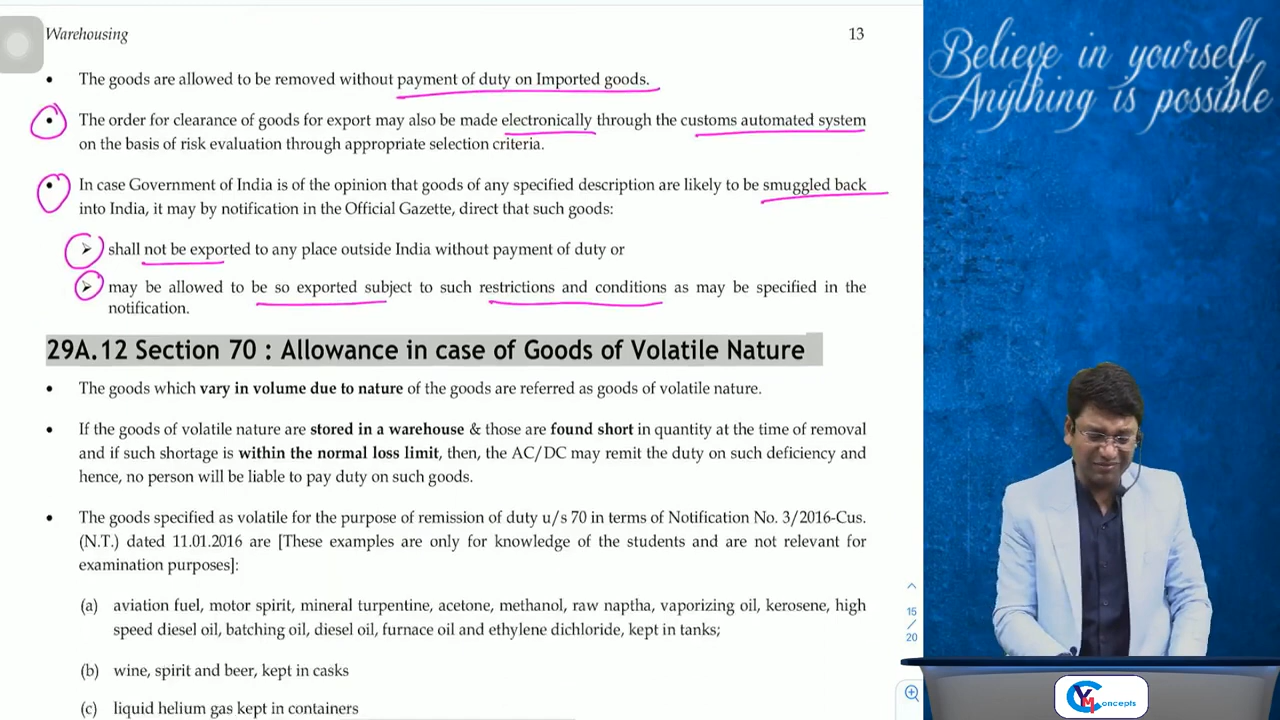 Warehousing 13
• The goods are allowed to be removed without payment of duty on Imported goods.
• The order for clearance of goods for export may also be made electronically through the customs automated system
on the basis of risk evaluation through appropriate selection criteria.
• In case Government of India is of the opinion that goods of any specified description are likely to be smuggled back
into India, it may by notification in the Official Gazette, direct that such goods:
➢ shall not be exported to any place outside India without payment of duty or
➢ may be allowed to be so exported subject to such restrictions and conditions as may be specified in the
notification.
29A.12 Section 70 : Allowance in case of Goods of Volatile Nature
• The goods which vary in volume due to nature of the goods are referred as goods of volatile nature.
• If the goods of volatile nature are stored in a warehouse & those are found short in quantity at the time of removal
and if such shortage is within the normal loss limit, then, the AC/DC may remit the duty on such deficiency and
hence, no person will be liable to pay duty on such goods.
• The goods specified as volatile for the purpose of remission of duty u/s 70 in terms of Notification No. 3/2016-Cus.
(N.T.) dated 11.01.2016 are [These examples are only for knowledge of the students and are not relevant for
examination purposes]:
(a) aviation fuel, motor spirit, mineral turpentine, acetone, methanol, raw naptha, vaporizing oil, kerosene, high
speed diesel oil, batching oil, diesel oil, furnace oil and ethylene dichloride, kept in tanks;
(b) wine, spirit and beer, kept in casks
(c) liquid helium gas kept in containers
15
/
20
Believe in yourself
Anything is possible
YMConcepts